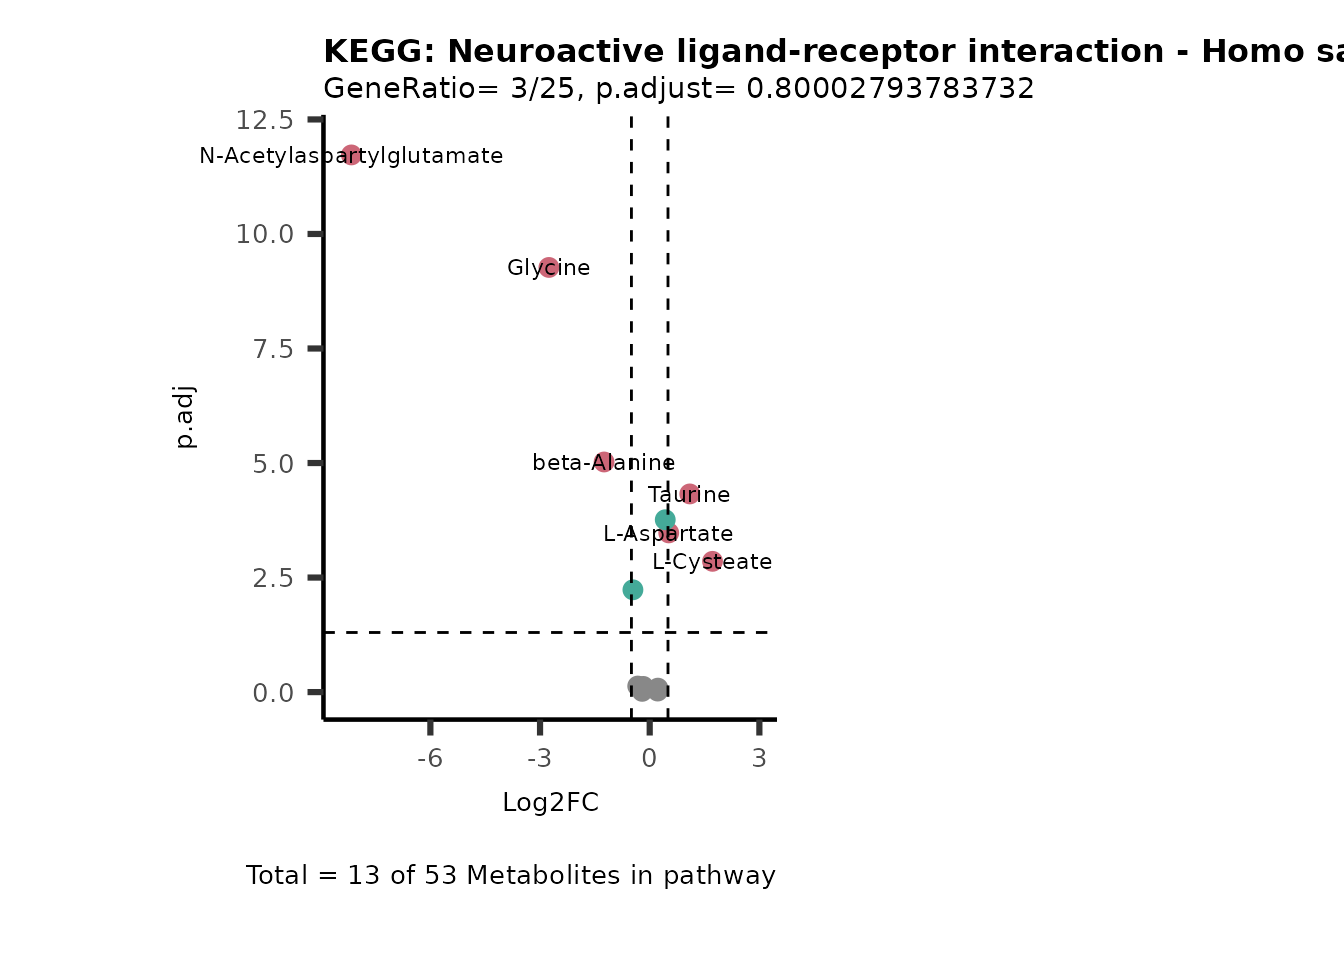 KEGG: Neuroactive ligand-receptor interaction - Homo sa
GeneRatio= 3/25, p.adjust= 0.80002793783732
12.5
N-Acetylaspartylglutamate
10.0
Glycine
7.5
p.adj
5.0
beta-Alanine
Taurine
L-Aspartate
L-Cysteate
2.5
0.0
-6 -3 0 3
Log2FC
Total = 13 of 53 Metabolites in pathway